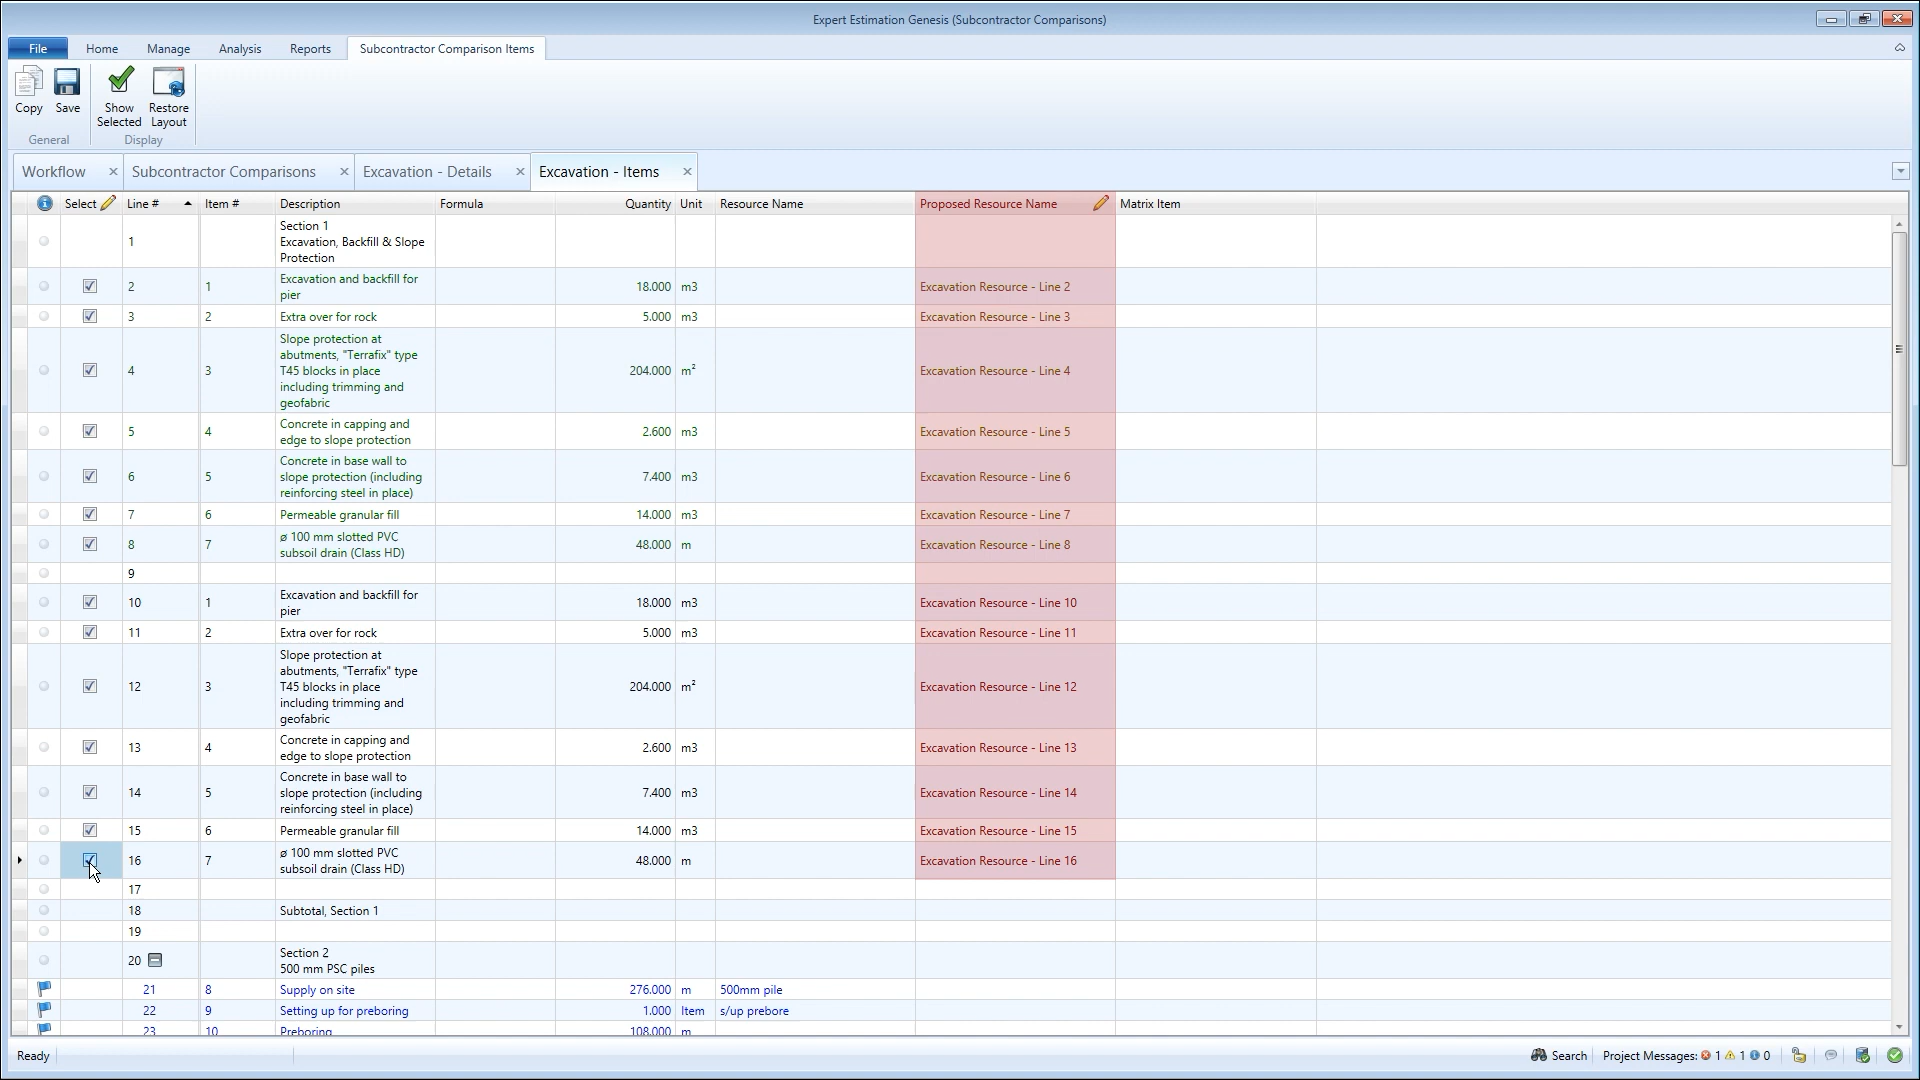 Expert Estimation Genesis (Subcontractor Comparisons)
File Home Manage Analysis Reports Subcontractor Comparison Items
Copy Save Show Selected Restore Layout
General Display
Workflow Subcontractor Comparisons Excavation - Details Excavation - Items
Select Line # Item # Description Formula Quantity Unit Resource Name Proposed Resource Name Matrix Item
1 Section 1
Excavation, Backfill & Slope
Protection
2 1 Excavation and backfill for
pier 18.000 m3 Excavation Resource - Line 2
3 2 Extra over for rock 5.000 m3 Excavation Resource - Line 3
4 3 Slope protection at
abutments, "Terrafix" type
T45 blocks in place
including trimming and
geofabric 204.000 m² Excavation Resource - Line 4
5 4 Concrete in capping and
edge to slope protection 2.600 m3 Excavation Resource - Line 5
6 5 Concrete in base wall to
slope protection (including
reinforcing steel in place) 7.400 m3 Excavation Resource - Line 6
7 6 Permeable granular fill 14.000 m3 Excavation Resource - Line 7
8 7 ø 100 mm slotted PVC
subsoil drain (Class HD) 48.000 m Excavation Resource - Line 8
9
10 1 Excavation and backfill for
pier 18.000 m3 Excavation Resource - Line 10
11 2 Extra over for rock 5.000 m3 Excavation Resource - Line 11
12 3 Slope protection at
abutments, "Terrafix" type
T45 blocks in place
including trimming and
geofabric 204.000 m² Excavation Resource - Line 12
13 4 Concrete in capping and
edge to slope protection 2.600 m3 Excavation Resource - Line 13
14 5 Concrete in base wall to
slope protection (including
reinforcing steel in place) 7.400 m3 Excavation Resource - Line 14
15 6 Permeable granular fill 14.000 m3 Excavation Resource - Line 15
16 7 ø 100 mm slotted PVC
subsoil drain (Class HD) 48.000 m Excavation Resource - Line 16
17
18 Subtotal, Section 1
19
20 Section 2
500 mm PSC piles
21 8 Supply on site 276.000 m 500mm pile
22 9 Setting up for preboring 1.000 Item s/up prebore
23 10 Preboring 108.000 m
Ready Search Project Messages: 1 1 0